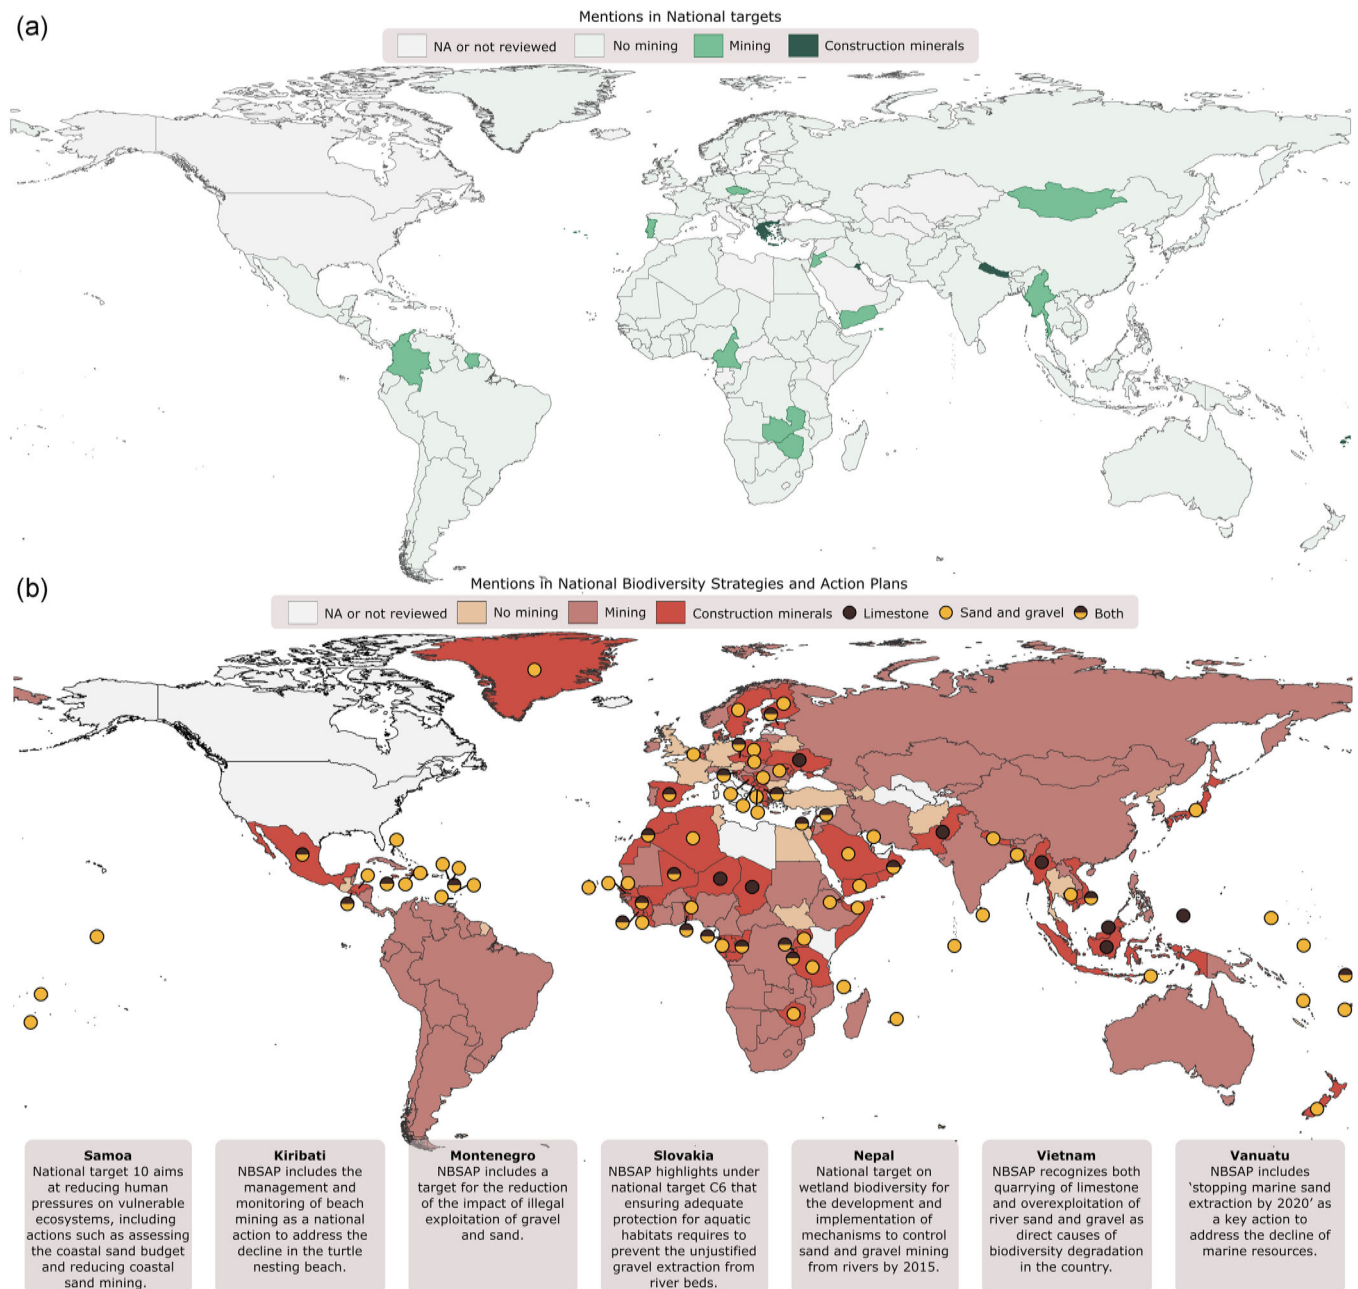 (a)
Mentions in National targets
NA or not reviewed No mining Mining Construction minerals
(b)
Mentions in National Biodiversity Strategies and Action Plans
NA or not reviewed No mining Mining Construction minerals Limestone Sand and gravel Both
Samoa
National target 10 aims
at reducing human
pressures on vulnerable
ecosystems, including
actions such as assessing
the coastal sand budget
and reducing coastal
sand mining.
Kiribati
NBSAP includes the
management and
monitoring of beach
mining as a national
action to address the
decline in the turtle
nesting beach.
Montenegro
NBSAP includes a
target for the reduction
of the impact of illegal
exploitation of gravel
and sand.
Slovakia
NBSAP highlights under
national target C6 that
ensuring adequate
protection for aquatic
habitats requires to
prevent the unjustified
gravel extraction from
river beds.
Nepal
National target on
wetland biodiversity for
the development and
implementation of
mechanisms to control
sand and gravel mining
from rivers by 2015.
Vietnam
NBSAP recognizes both
quarrying of limestone
and overexploitation of
river sand and gravel as
direct causes of
biodiversity degradation
in the country.
Vanuatu
NBSAP includes
‘stopping marine sand
extraction by 2020’ as
a key action to
address the decline of
marine resources.